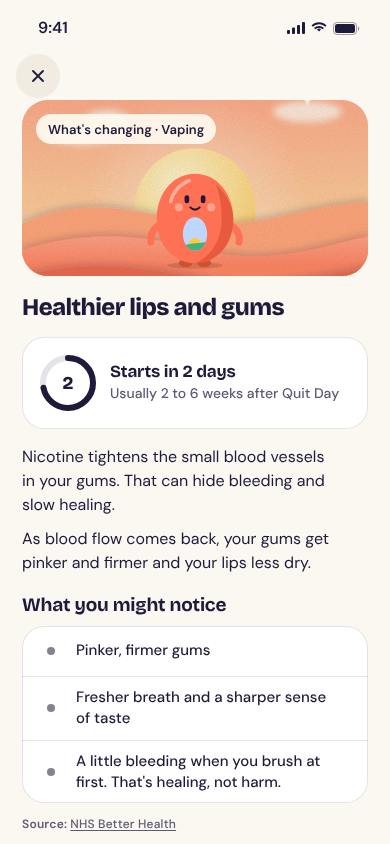 9:41
What's changing · Vaping
Healthier lips and gums
2
Starts in 2 days
Usually 2 to 6 weeks after Quit Day
Nicotine tightens the small blood vessels
in your gums. That can hide bleeding and
slow healing.
As blood flow comes back, your gums get
pinker and firmer and your lips less dry.
What you might notice
Pinker, firmer gums
Fresher breath and a sharper sense
of taste
A little bleeding when you brush at
first. That's healing, not harm.
Source: NHS Better Health